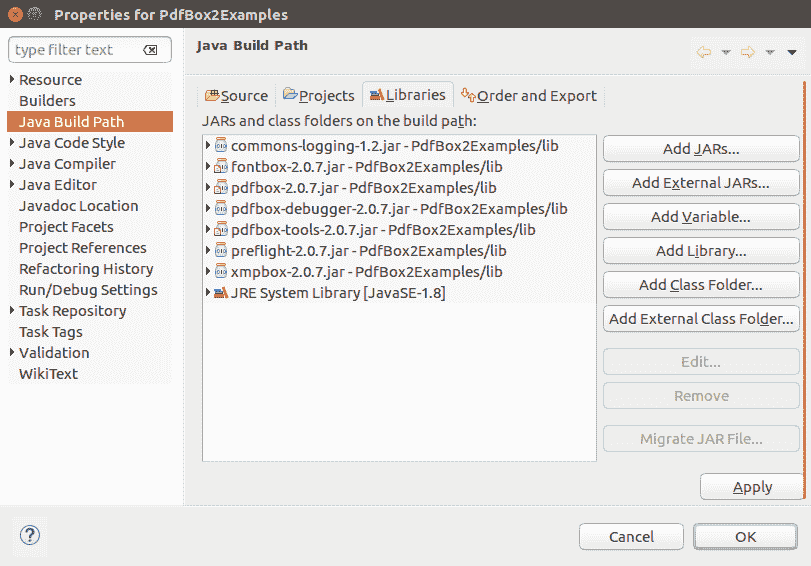 Properties for PdfBox2Examples
type filter text
Resource
Builders
Java Build Path
Java Code Style
Java Compiler
Java Editor
Javadoc Location
Project Facets
Project References
Refactoring History
Run/Debug Settings
Task Repository
Task Tags
Validation
WikiText
Java Build Path
Source Projects Libraries Order and Export
JARs and class folders on the build path:
commons-logging-1.2.jar - PdfBox2Examples/lib
fontbox-2.0.7.jar - PdfBox2Examples/lib
pdfbox-2.0.7.jar - PdfBox2Examples/lib
pdfbox-debugger-2.0.7.jar - PdfBox2Examples/lib
pdfbox-tools-2.0.7.jar - PdfBox2Examples/lib
preflight-2.0.7.jar - PdfBox2Examples/lib
xmpbox-2.0.7.jar - PdfBox2Examples/lib
JRE System Library [JavaSE-1.8]
Add JARs...
Add External JARs...
Add Variable...
Add Library...
Add Class Folder...
Add External Class Folder...
Edit...
Remove
Migrate JAR File...
Apply
?
Cancel OK